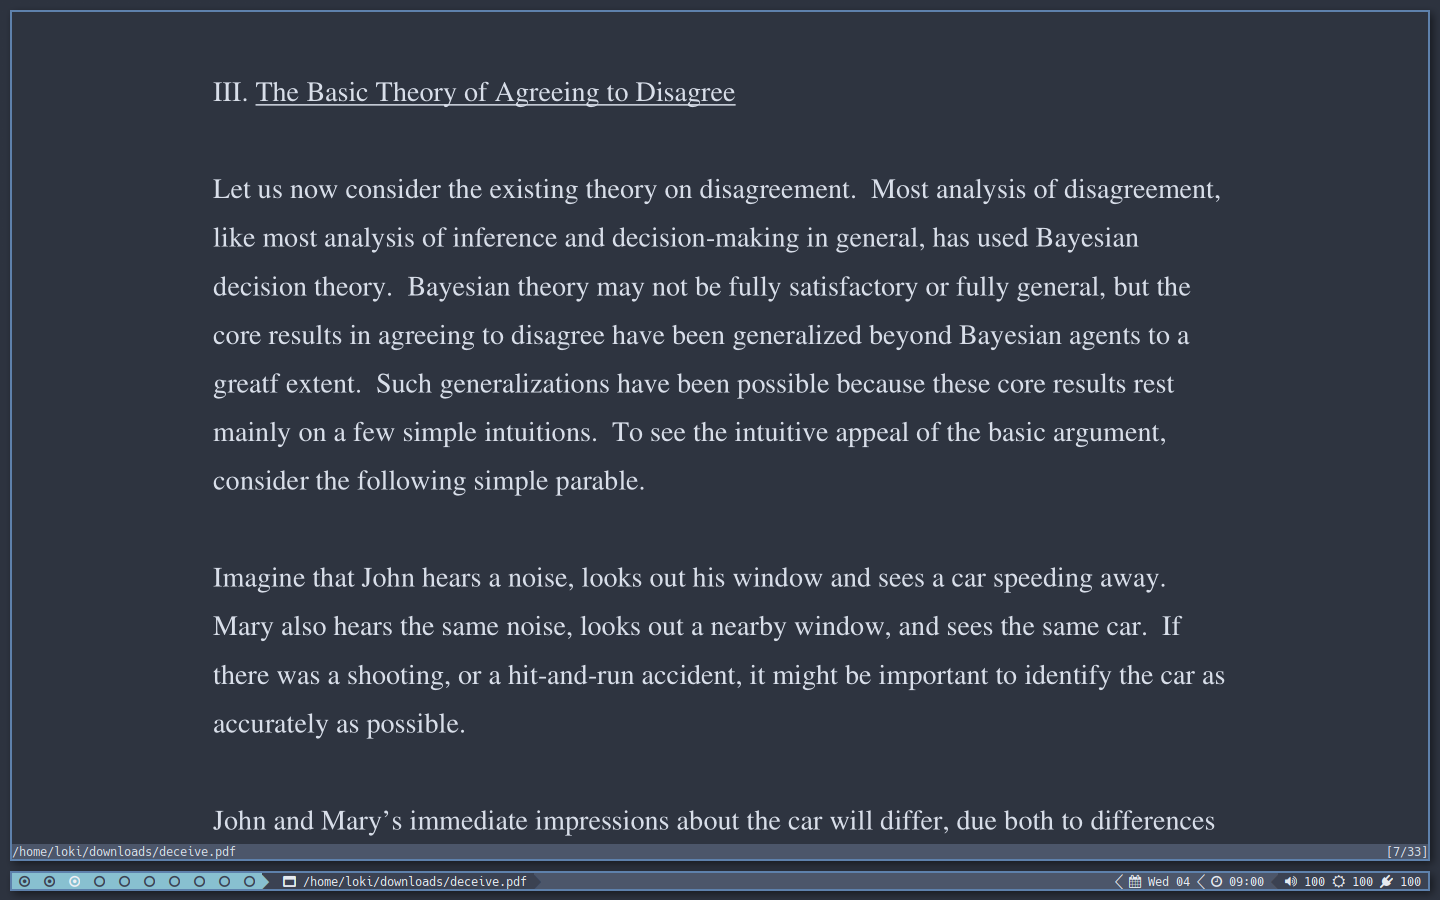 III. The Basic Theory of Agreeing to Disagree
Let us now consider the existing theory on disagreement.  Most analysis of disagreement,
like most analysis of inference and decision-making in general, has used Bayesian
decision theory.  Bayesian theory may not be fully satisfactory or fully general, but the
core results in agreeing to disagree have been generalized beyond Bayesian agents to a
greatf extent.  Such generalizations have been possible because these core results rest
mainly on a few simple intuitions.  To see the intuitive appeal of the basic argument,
consider the following simple parable.
Imagine that John hears a noise, looks out his window and sees a car speeding away.
Mary also hears the same noise, looks out a nearby window, and sees the same car.  If
there was a shooting, or a hit-and-run accident, it might be important to identify the car as
accurately as possible.
John and Mary’s immediate impressions about the car will differ, due both to differences
/home/loki/downloads/deceive.pdf [7/33]
/home/loki/downloads/deceive.pdf Wed 04 09:00 100 100 100